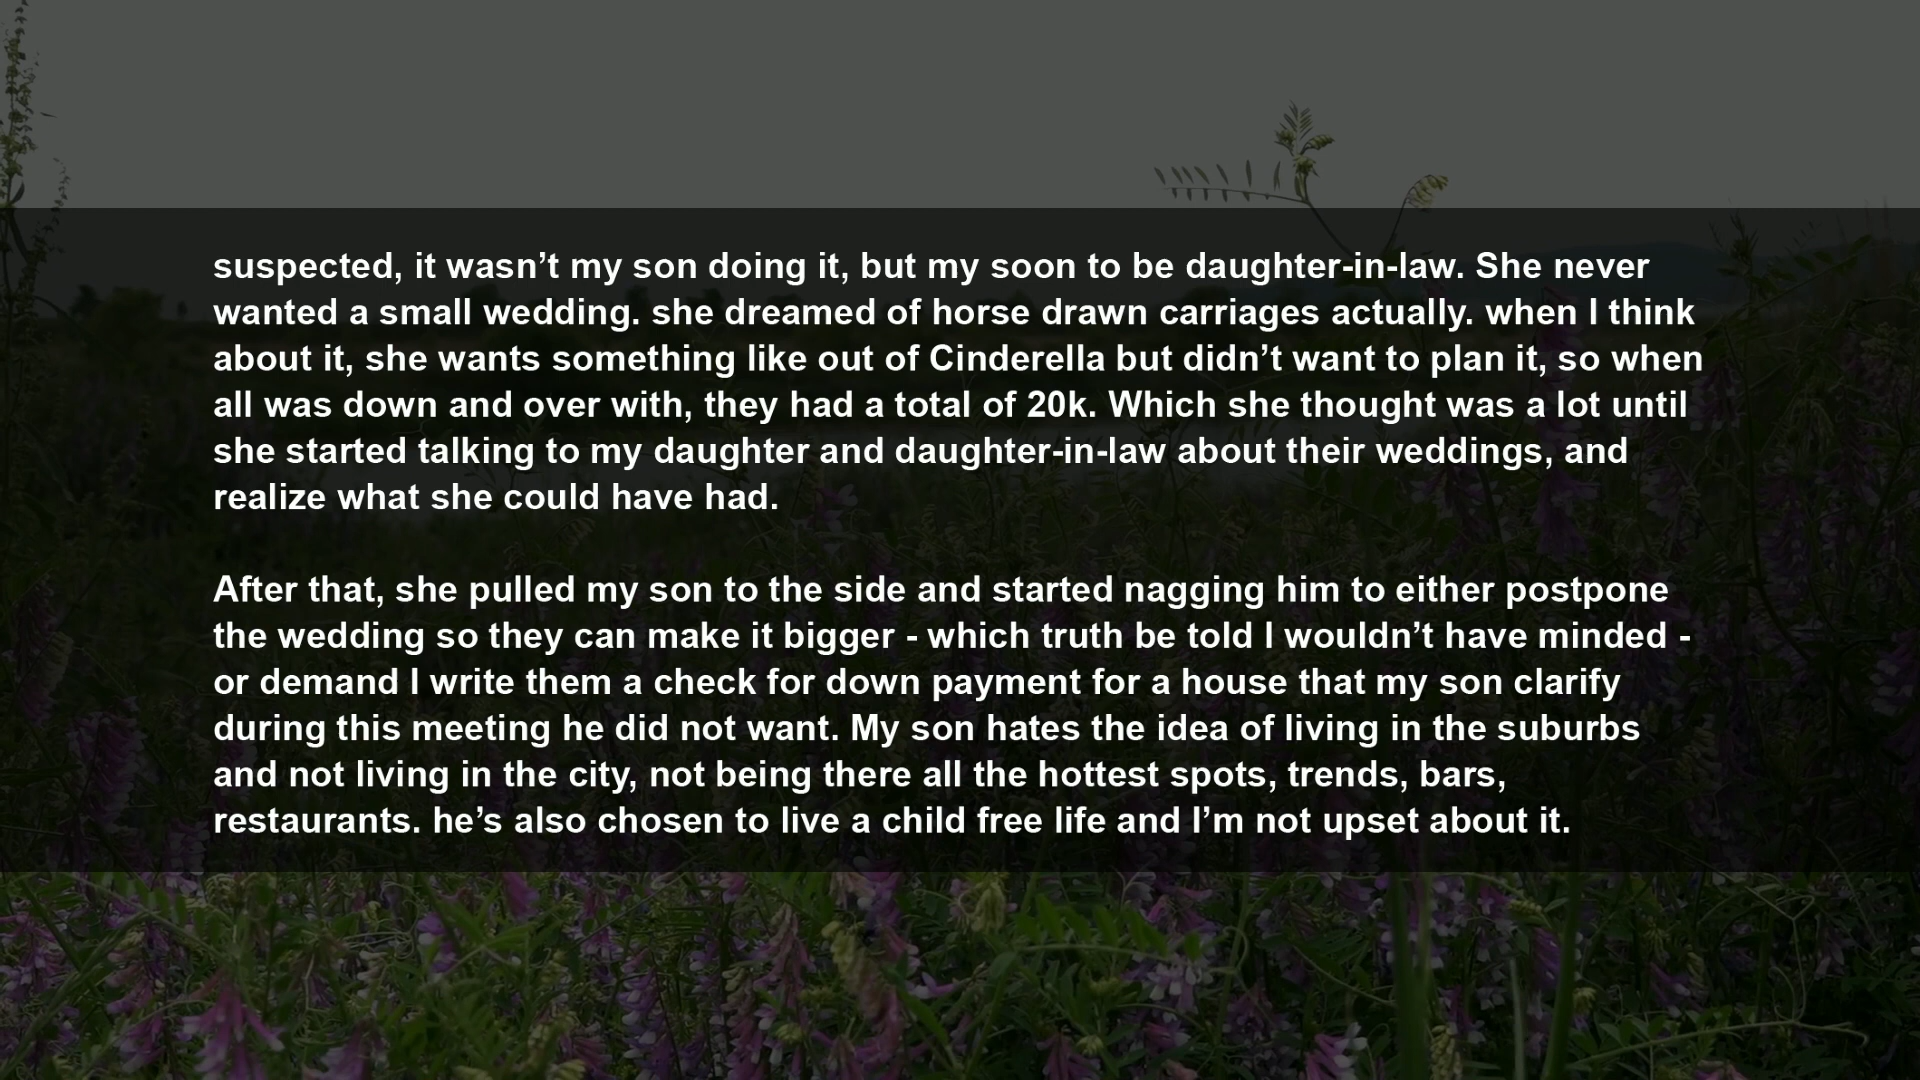 suspected, it wasn’t my son doing it, but my soon to be daughter-in-law. She never
wanted a small wedding. she dreamed of horse drawn carriages actually. when I think
about it, she wants something like out of Cinderella but didn’t want to plan it, so when
all was down and over with, they had a total of 20k. Which she thought was a lot until
she started talking to my daughter and daughter-in-law about their weddings, and
realize what she could have had.
After that, she pulled my son to the side and started nagging him to either postpone
the wedding so they can make it bigger - which truth be told I wouldn’t have minded -
or demand I write them a check for down payment for a house that my son clarify
during this meeting he did not want. My son hates the idea of living in the suburbs
and not living in the city, not being there all the hottest spots, trends, bars,
restaurants. he’s also chosen to live a child free life and I’m not upset about it.